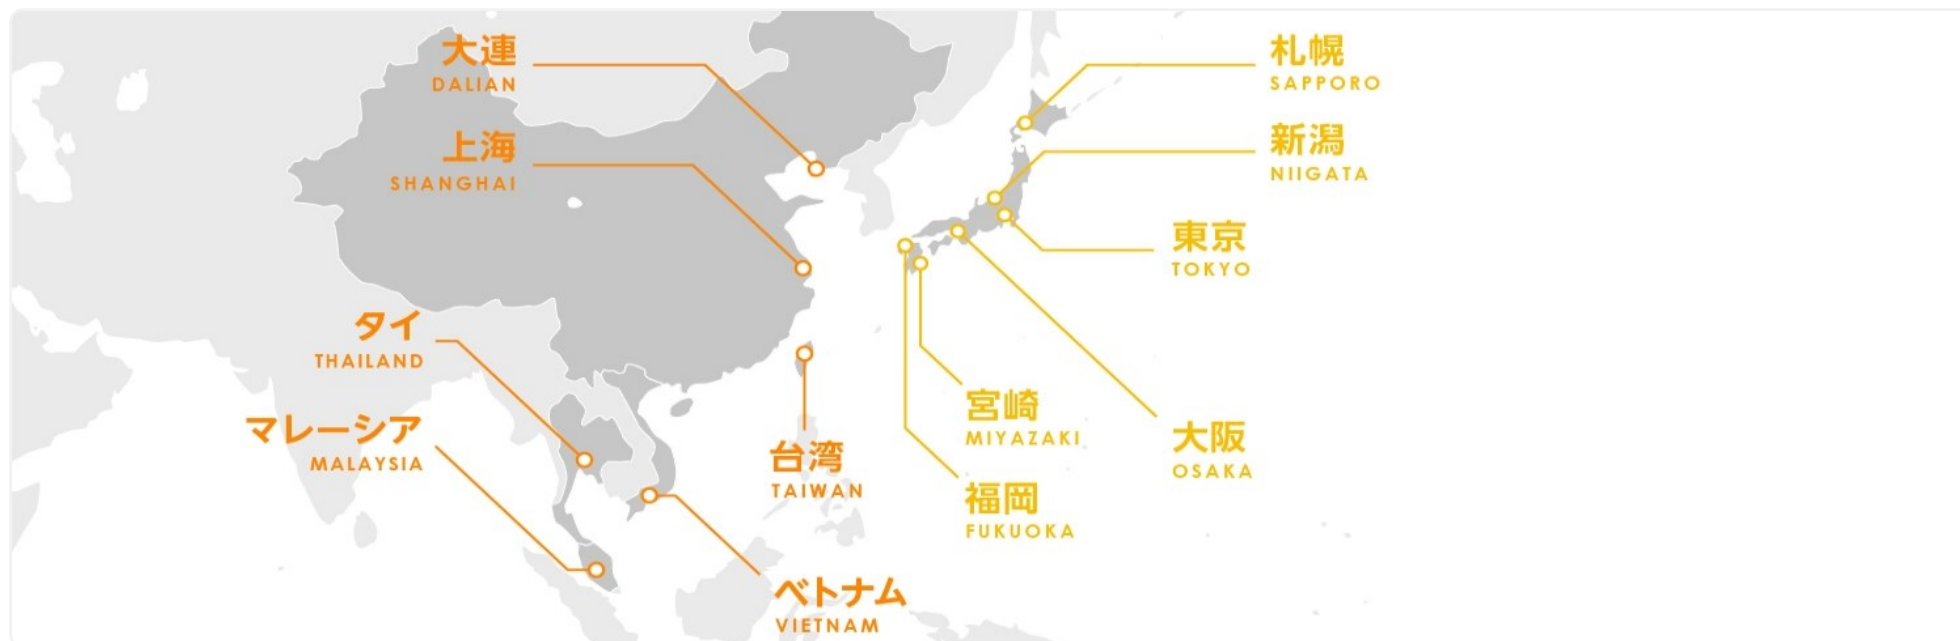 大連
DALIAN
上海
SHANGHAI
タイ
THAILAND
マレーシア
MALAYSIA
台湾
TAIWAN
ベトナム
VIETNAM
札幌
SAPPORO
新潟
NIIGATA
東京
TOKYO
宮崎
MIYAZAKI
大阪
OSAKA
福岡
FUKUOKA